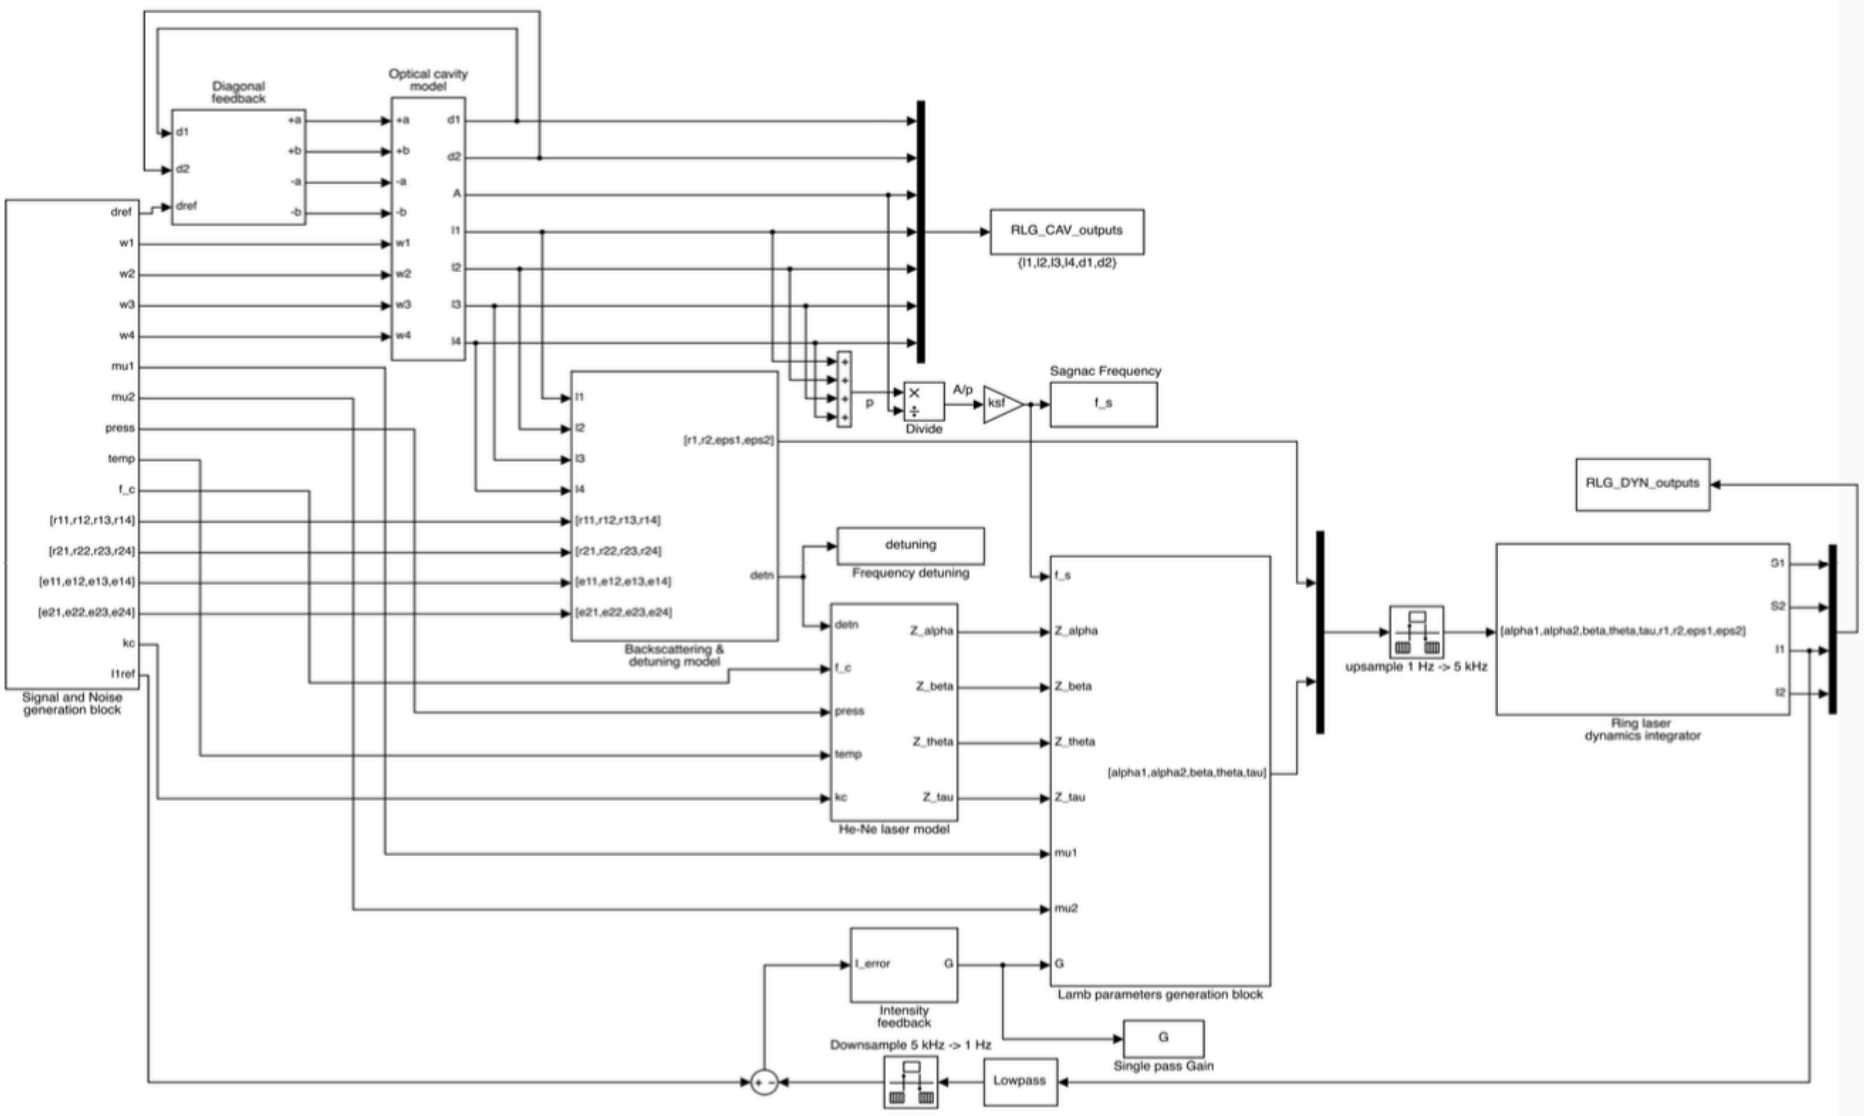 Diagonal
feedback
d1
d2
dref
+a
+b
-a
-b
Optical cavity
model
+a
+b
-a
-b
w1
w2
w3
w4
d1
d2
A
l1
l2
l3
l4
RLG_CAV_outputs
{l1,l2,l3,l4,d1,d2}
dref
w1
w2
w3
w4
mu1
mu2
press
temp
f_c
[r11,r12,r13,r14]
[r21,r22,r23,r24]
[e11,e12,e13,e14]
[e21,e22,e23,e24]
kc
I1ref
Signal and Noise
generation block
l1
l2
l3
l4
[r11,r12,r13,r14]
[r21,r22,r23,r24]
[e11,e12,e13,e14]
[e21,e22,e23,e24]
[r1,r2,eps1,eps2]
detn
Backscattering &
detuning model
+
+
+
+
p
×
÷
Divide
A/p
ksf
Sagnac Frequency
f_s
detuning
Frequency detuning
detn
f_c
press
temp
kc
Z_alpha
Z_beta
Z_theta
Z_tau
He-Ne laser model
f_s
Z_alpha
Z_beta
Z_theta
Z_tau
mu1
mu2
G
[alpha1,alpha2,beta,theta,tau]
Lamb parameters generation block
upsample 1 Hz -> 5 kHz
RLG_DYN_outputs
[alpha1,alpha2,beta,theta,tau,r1,r2,eps1,eps2]
S1
S2
I1
I2
Ring laser
dynamics integrator
I_error
G
Intensity
feedback
G
Single pass Gain
Downsample 5 kHz -> 1 Hz
Lowpass
+ -